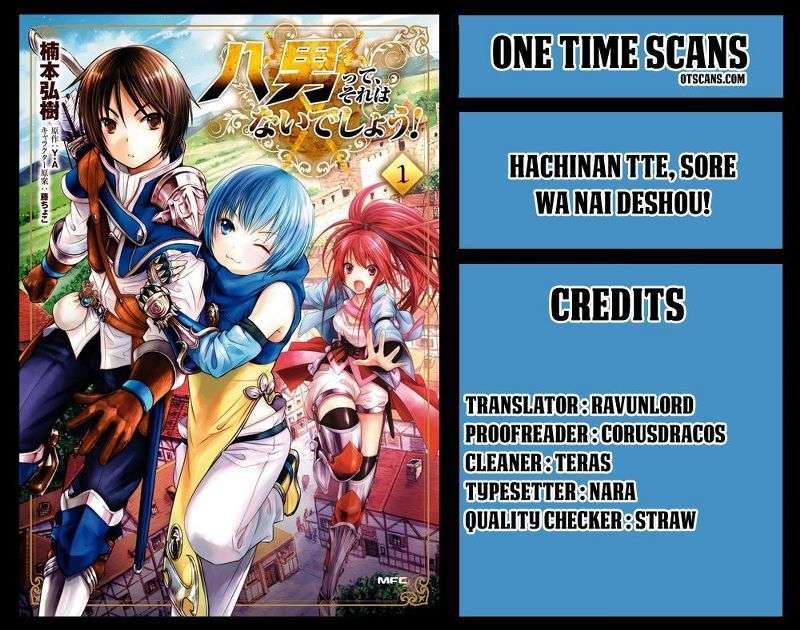 楠本弘樹
原作:Y.A
キャラクター原案:藤ちょこ
八男って、
それは
ないでしょう!
1
MFC
ONE TIME SCANS
OTSCANS.COM
HACHINAN TTE, SORE
WA NAI DESHOU!
CREDITS
TRANSLATOR : RAVUNLORD
PROOFREADER : CORUSDRACOS
CLEANER : TERAS
TYPESETTER : NARA
QUALITY CHECKER : STRAW